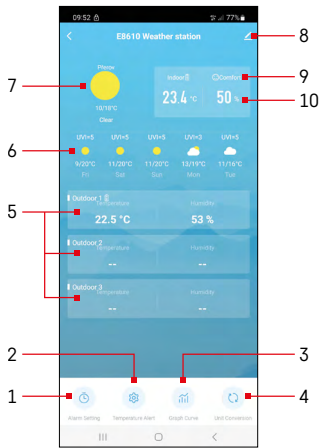 09:52 77%
E8610 Weather station
8
7
Přerov
Indoor
Comfort
9
23.4 °C
50 %
10
10/18°C
Clear
6
UVI=5 UVI=5 UVI=5 UVI=3 UVI=5
9/20°C 11/20°C 11/20°C 13/19°C 11/16°C
Fri Sat Sun Mon Tue
5
Outdoor 1
Temperature Humidity
22.5 °C 53 %
Outdoor 2
Temperature Humidity
-- --
Outdoor 3
Temperature Humidity
-- --
2
3
1
4
Alarm Setting Temperature Alert Graph Curve Unit Conversion